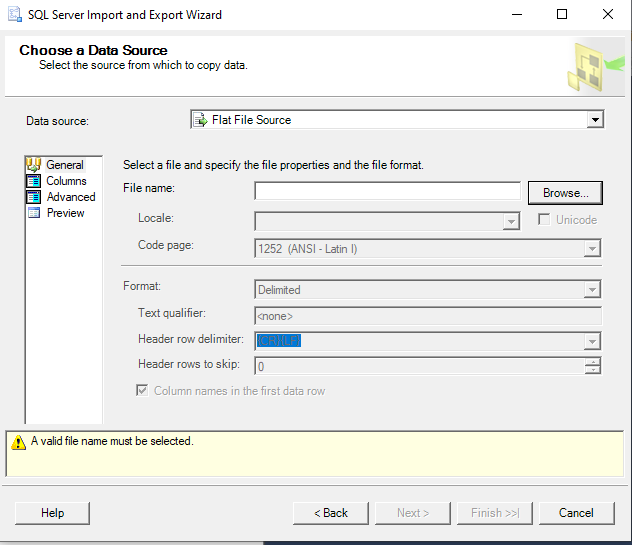 SQL Server Import and Export Wizard
Choose a Data Source
Select the source from which to copy data.
Data source:
Flat File Source
General
Columns
Advanced
Preview
Select a file and specify the file properties and the file format.
File name:
Browse...
Locale:
Unicode
Code page:
1252 (ANSI - Latin I)
Format:
Delimited
Text qualifier:
<none>
Header row delimiter:
{CR}{LF}
Header rows to skip:
0
Column names in the first data row
A valid file name must be selected.
Help
< Back
Next >
Finish >>|
Cancel